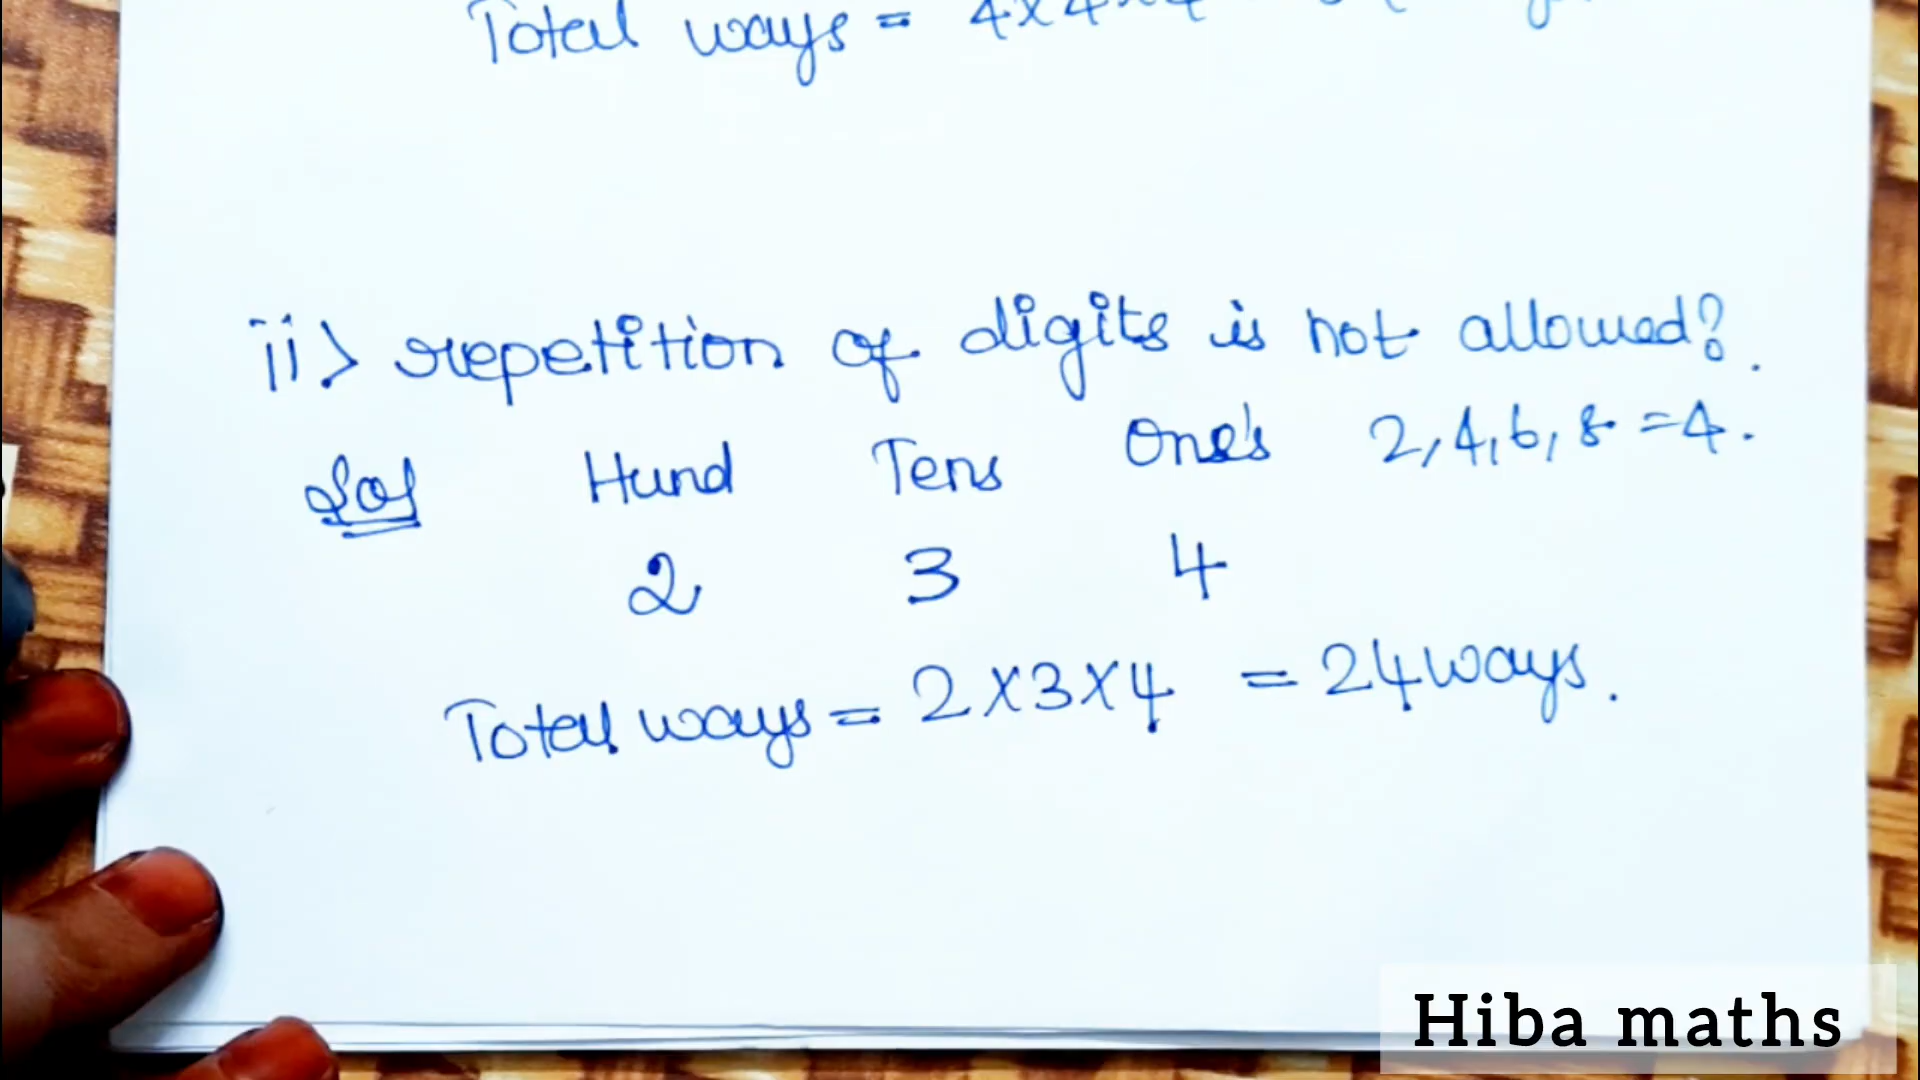 Total ways = 4x4x4
ii> repetition of digits is not allowed?.
Sol Hund Tens One's 2,4,6,8 = 4.
2 3 4
Total ways = 2x3x4 = 24 ways.
Hiba maths